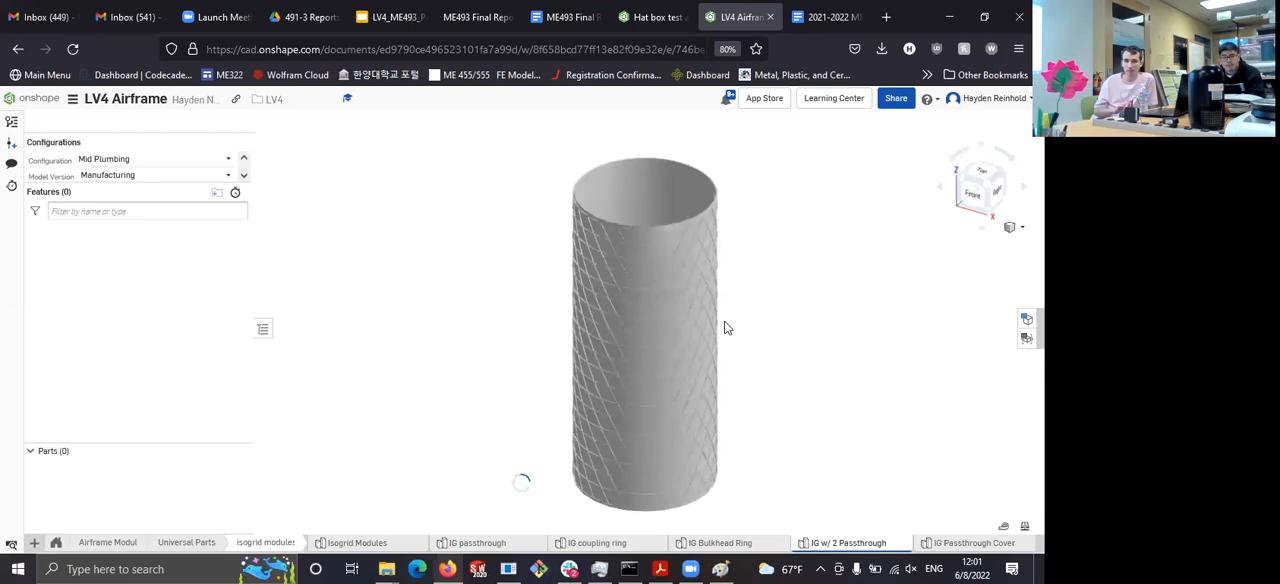 Inbox (449)
Inbox (541)
Launch Meet
491-3 Reports
LV4_ME493_P
ME493 Final Repo
ME493 Final R
Hat box test a
LV4 Airfran
2021-2022 M
https://cad.onshape.com/documents/ed9790ce496523101fa7a99d/w/8f658bcd77ff13e82f09e32e/e/746be
80%
Main Menu
Dashboard | Codecade...
ME322
Wolfram Cloud
한양대학교 포털
ME 455/555
FE Model...
Registration Confirma...
Dashboard
Metal, Plastic, and Cer...
Other Bookmarks
onshape
LV4 Airframe
Hayden N...
LV4
App Store
Learning Center
Share
Hayden Reinhold
Configurations
Configuration Mid Plumbing
Model Version Manufacturing
Features (0)
Filter by name or type
Top
Front
Right
Z
X
Parts (0)
Airframe Modul
Universal Parts
isogrid modules
Isogrid Modules
IG passthrough
IG coupling ring
IG Bulkhead Ring
IG w/ 2 Passthrough
IG Passthrough Cover
Type here to search
67°F
ENG
12:01
6/8/2022